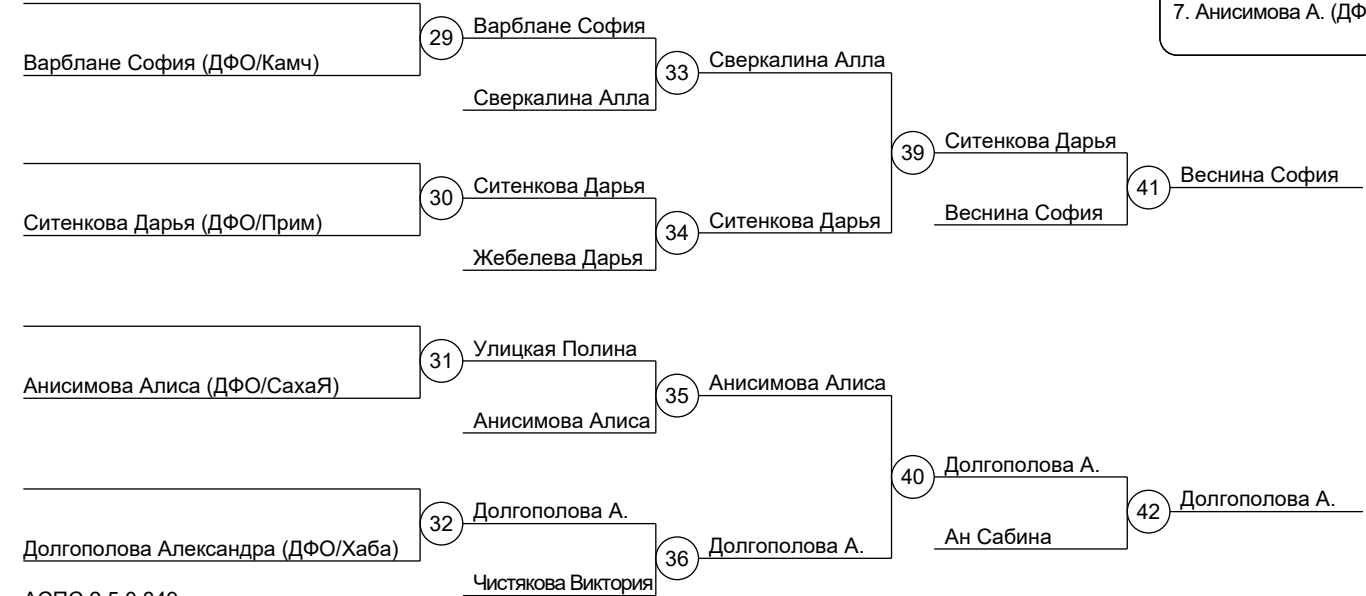 7. Анисимова А. (ДФ
Варблане София
29
Варблане София (ДФО/Камч)
Сверкалина Алла
33
Сверкалина Алла
Ситенкова Дарья
39
Веснина София
41
Ситенкова Дарья
30
Ситенкова Дарья (ДФО/Прим)
Веснина София
Ситенкова Дарья
34
Жебелева Дарья
Улицкая Полина
31
Анисимова Алиса (ДФО/СахаЯ)
Анисимова Алиса
35
Анисимова Алиса
Долгополова А.
40
Долгополова А.
42
Долгополова А.
32
Ан Сабина
Долгополова Александра (ДФО/Хаба)
Долгополова А.
36
Чистякова Виктория